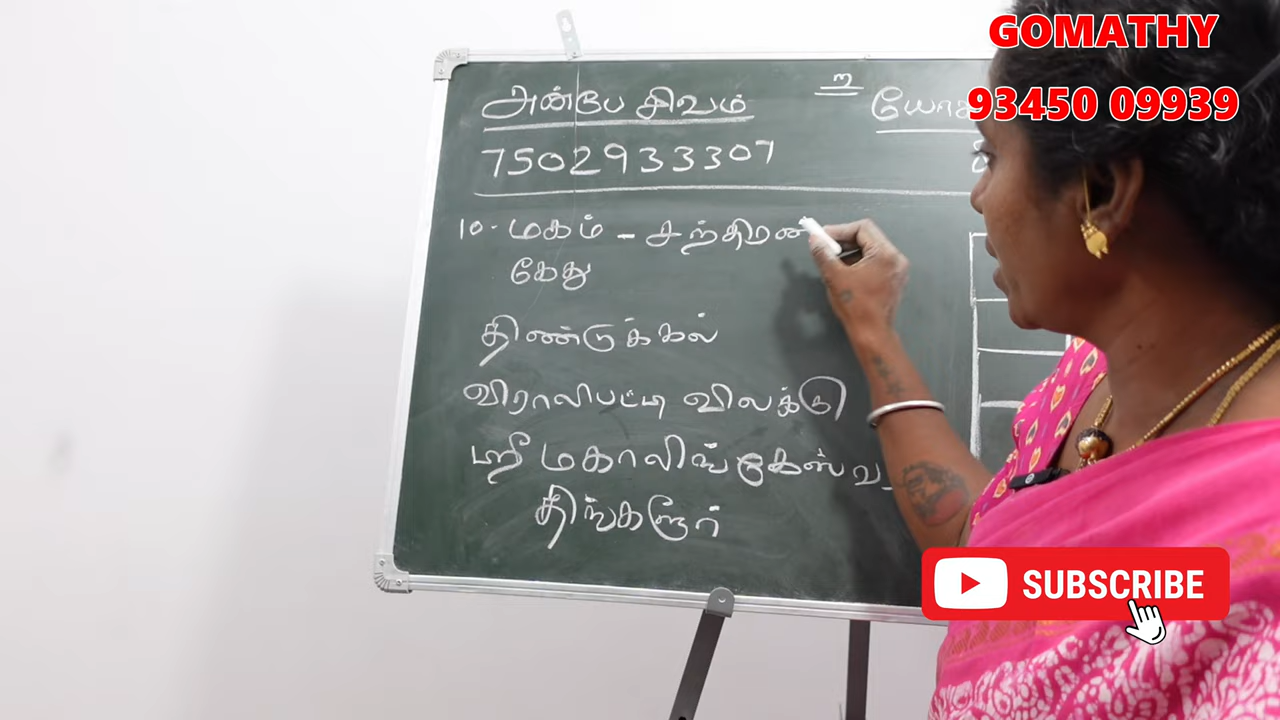 GOMATHY
93450 09939
உ
அன்பே சிவம்
7502933307
10. மகம் - சந்திரன்
கேது
திண்டுக்கல்
விராலிபட்டி விலக்கு
ஸ்ரீ மகாலிங்கேஸ்வ
திங்களூர்
SUBSCRIBE